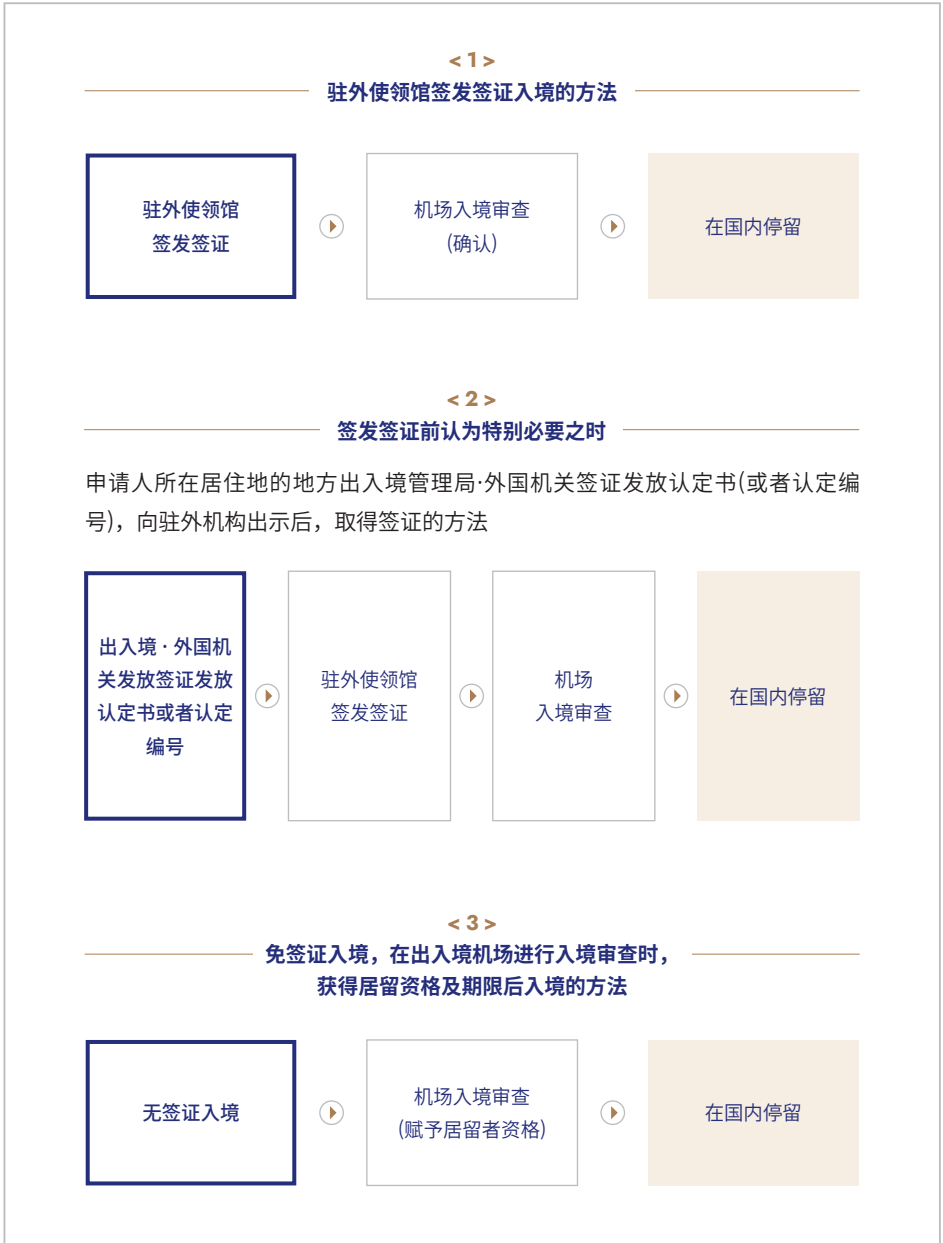 < 1 >
驻外使领馆签发签证入境的方法
驻外使领馆
签发签证
机场入境审查
(确认)
在国内停留
< 2 >
签发签证前认为特别必要之时
申请人所在居住地的地方出入境管理局·外国机关签证发放认定书(或者认定编
号)，向驻外机构出示后，取得签证的方法
出入境 · 外国机
关发放签证发放
认定书或者认定
编号
驻外使领馆
签发签证
机场
入境审查
在国内停留
< 3 >
免签证入境，在出入境机场进行入境审查时，
获得居留资格及期限后入境的方法
无签证入境
机场入境审查
(赋予居留者资格)
在国内停留